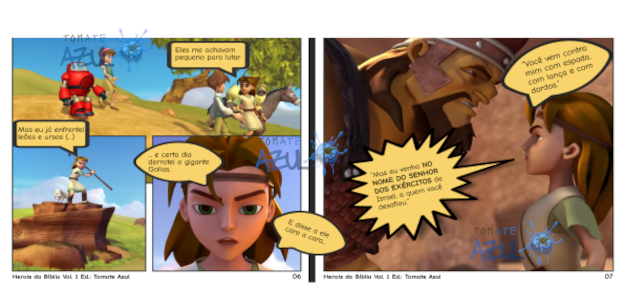 TOMATE
AZUL
Eles me achavam
pequeno para lutar
Mas eu já enfrentei
leões e ursos (...)
... e certo dia
derrotei o gigante
Golias.
E disse a ele
cara a cara...
Herois da Bíblia Vol. 1 Ed.: Tomate Azul
06
"Você vem contra
mim com espada,
com lança e com
dardos."
TOMATE
AZUL
"Mas eu venho NO
NOME DO SENHOR
DOS EXÉRCITOS de
Israel, a quem você
desafiou."
TOMATE
AZUL
Herois da Bíblia Vol. 1 Ed.: Tomate Azul
07